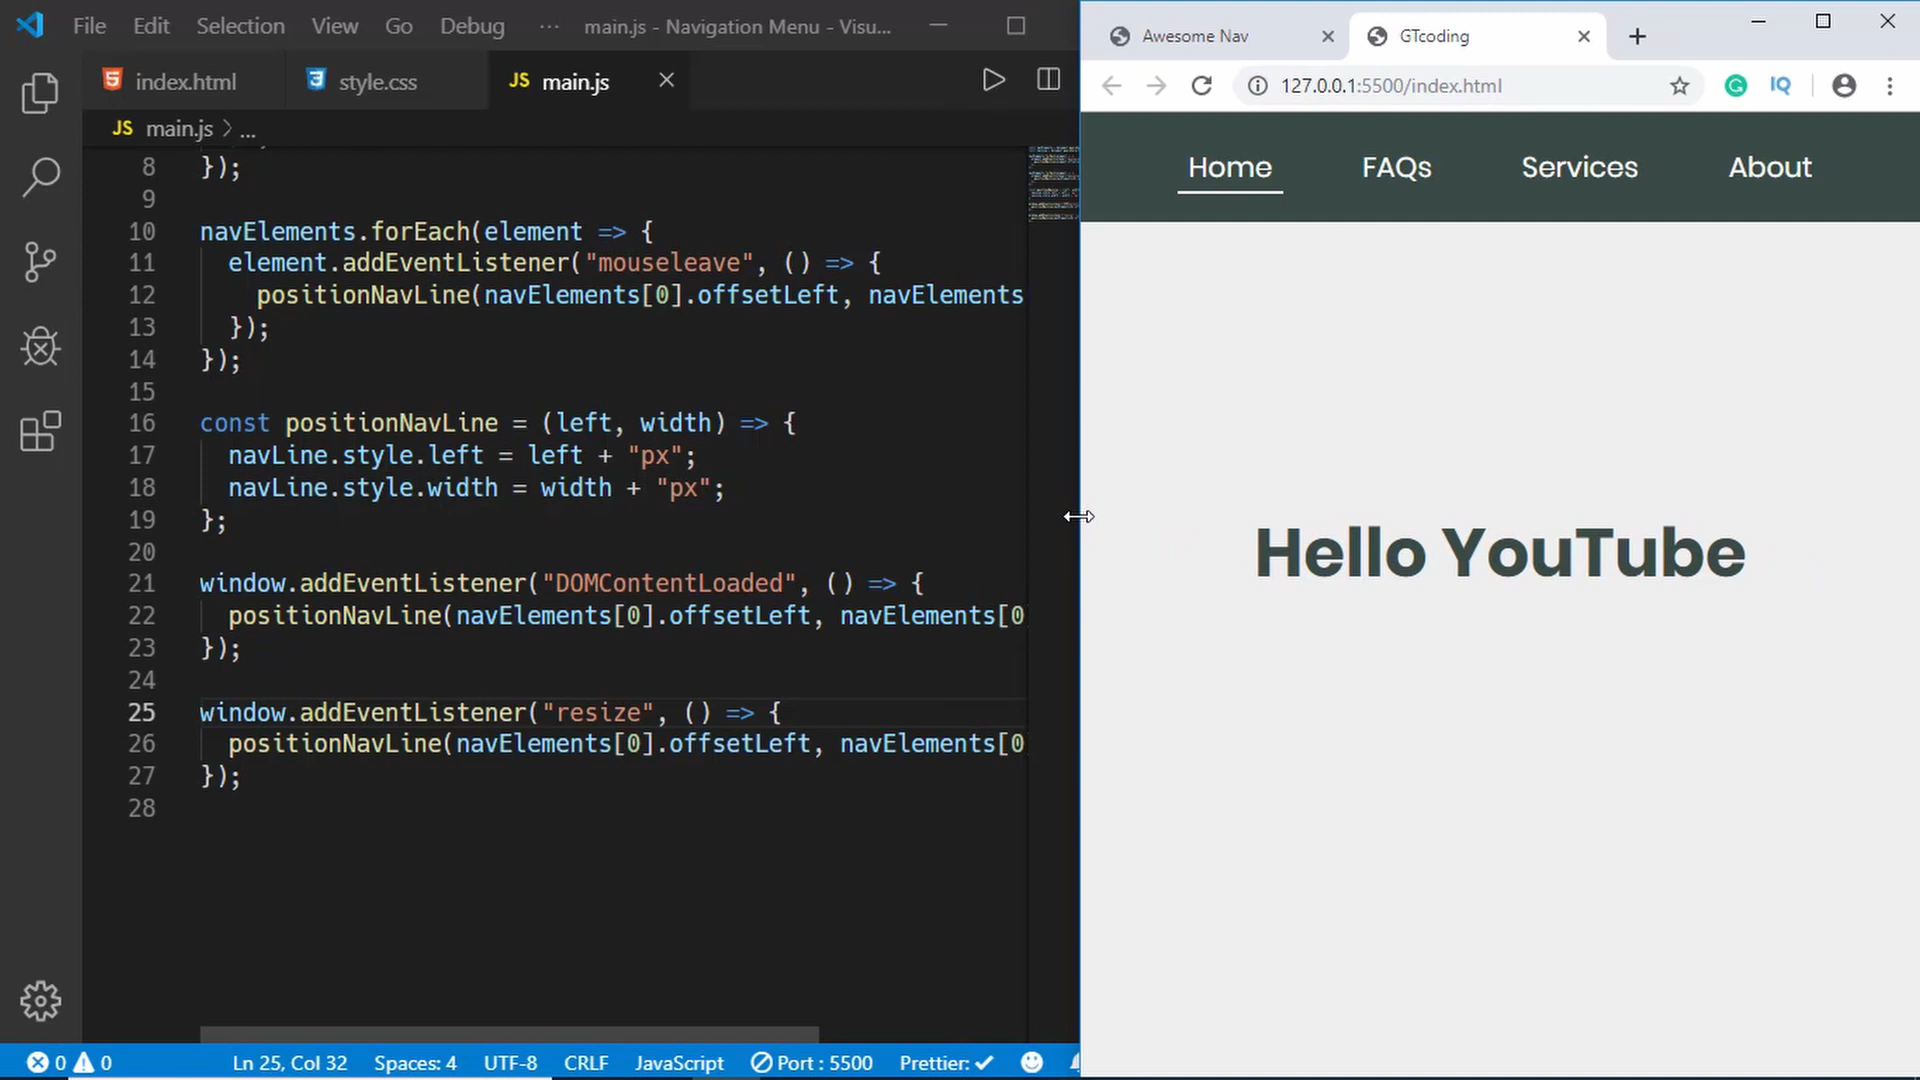 File Edit Selection View Go Debug ··· main.js - Navigation Menu - Visu...
index.html style.css JS main.js
JS main.js > ...
8 });
9
10 navElements.forEach(element => {
11 element.addEventListener("mouseleave", () => {
12 positionNavLine(navElements[0].offsetLeft, navElements
13 });
14 });
15
16 const positionNavLine = (left, width) => {
17 navLine.style.left = left + "px";
18 navLine.style.width = width + "px";
19 };
20
21 window.addEventListener("DOMContentLoaded", () => {
22 positionNavLine(navElements[0].offsetLeft, navElements[0
23 });
24
25 window.addEventListener("resize", () => {
26 positionNavLine(navElements[0].offsetLeft, navElements[0
27 });
28
0 0 Ln 25, Col 32 Spaces: 4 UTF-8 CRLF JavaScript Port : 5500 Prettier: ✓
Awesome Nav GTcoding
127.0.0.1:5500/index.html
Home FAQs Services About
Hello YouTube